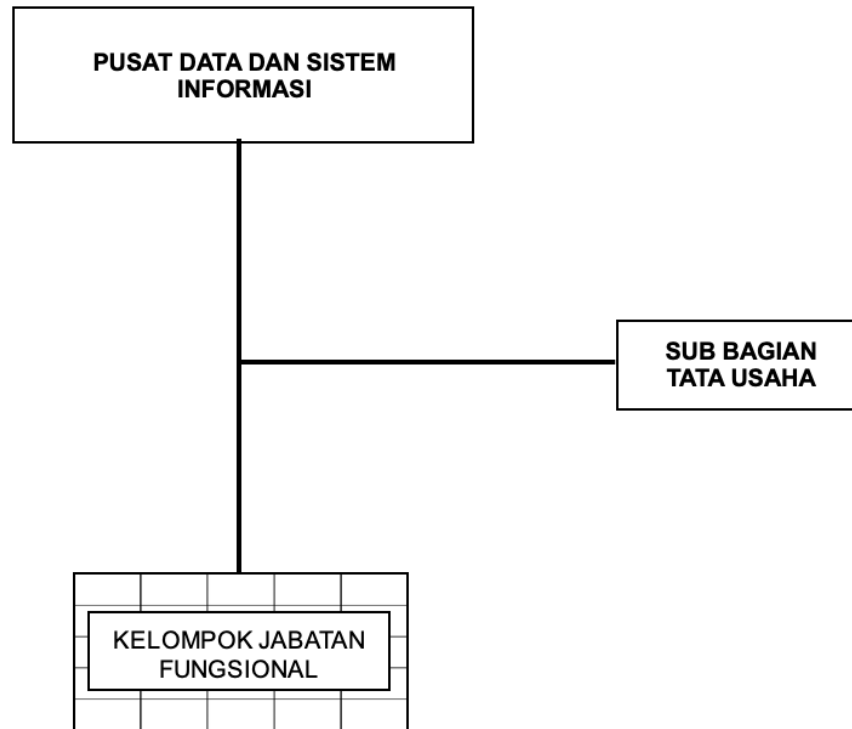 PUSAT DATA DAN SISTEM
INFORMASI
SUB BAGIAN
TATA USAHA
KELOMPOK JABATAN
FUNGSIONAL